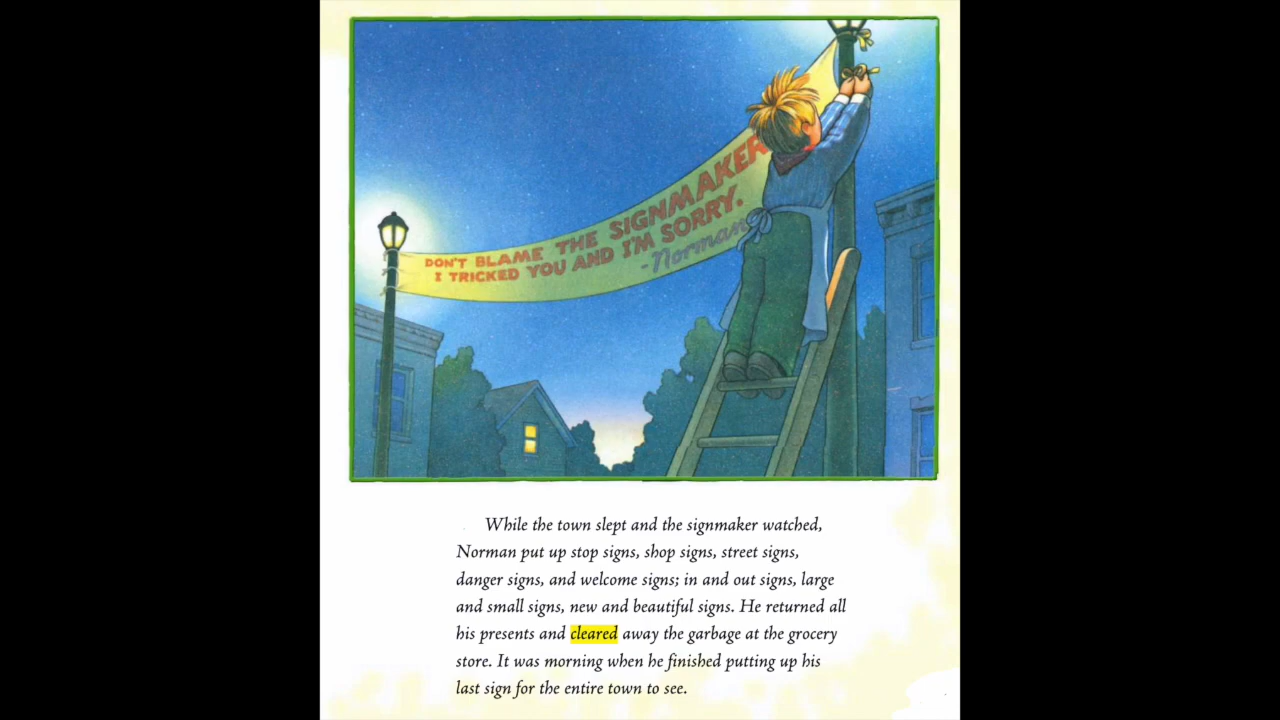 DON'T BLAME THE SIGNMAKER
I TRICKED YOU AND I'M SORRY.
-Norman
While the town slept and the signmaker watched,
Norman put up stop signs, shop signs, street signs,
danger signs, and welcome signs; in and out signs, large
and small signs, new and beautiful signs. He returned all
his presents and cleared away the garbage at the grocery
store. It was morning when he finished putting up his
last sign for the entire town to see.